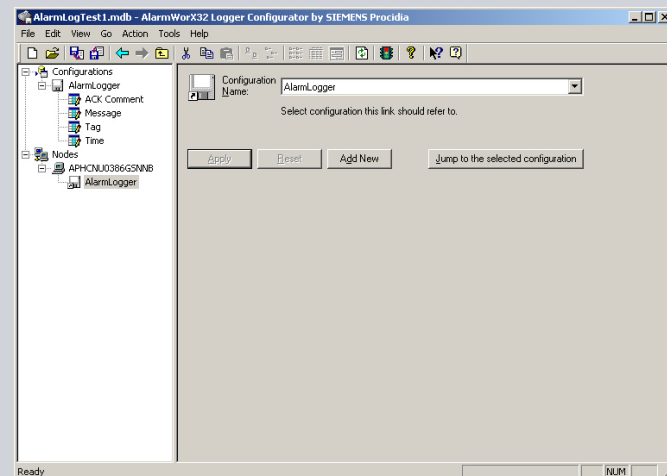 AlarmLogTest1.mdb - AlarmWorX32 Logger Configurator by SIEMENS Procidia
File Edit View Go Action Tools Help
Configurations
AlarmLogger
ACK Comment
Message
Tag
Time
Nodes
APHCNU0386GSNNB
AlarmLogger
Configuration Name:
AlarmLogger
Select configuration this link should refer to.
Apply Reset Add New Jump to the selected configuration
Ready NUM